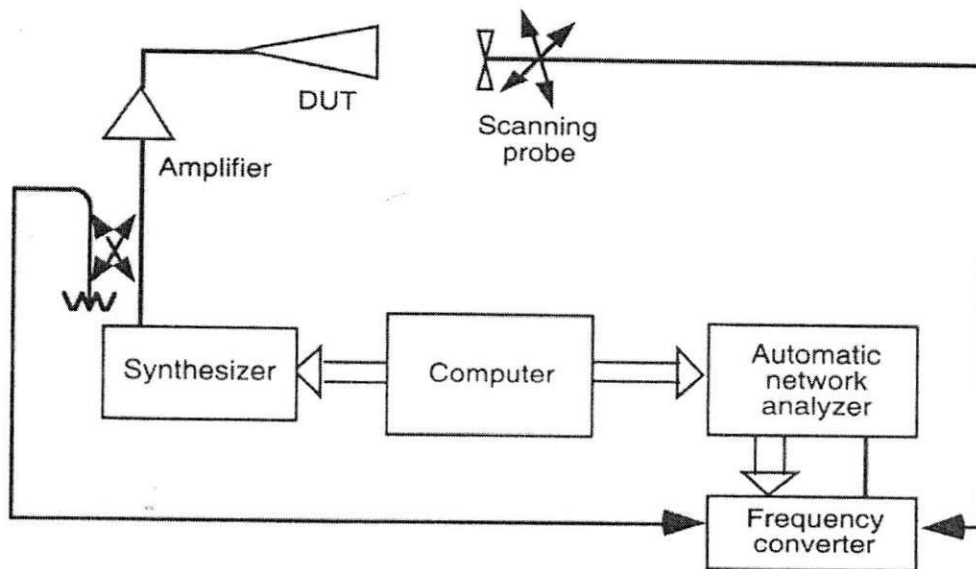 DUT
Scanning
probe
Amplifier
Synthesizer
Computer
Automatic
network
analyzer
Frequency
converter